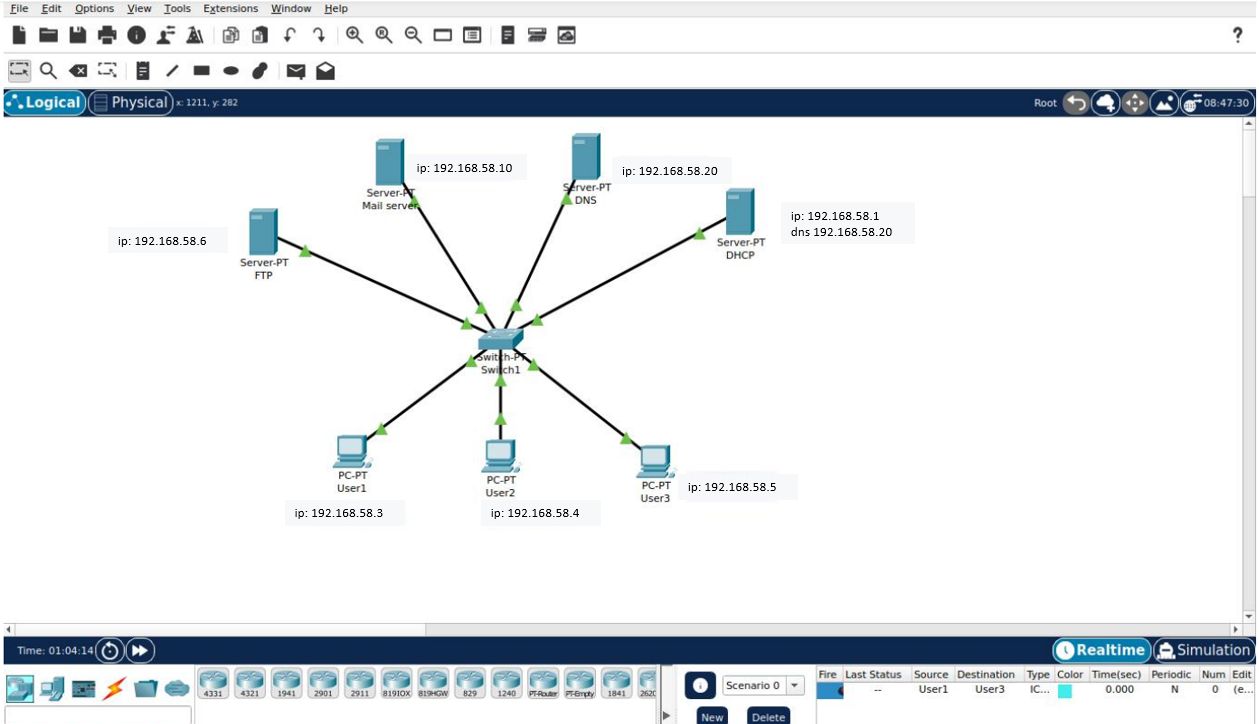 File Edit Options View Tools Extensions Window Help
?
Logical Physical x: 1211, y: 282 Root 08:47:30
ip: 192.168.58.10
Server-PT
Mail server
ip: 192.168.58.20
Server-PT
DNS
ip: 192.168.58.1
dns 192.168.58.20
Server-PT
DHCP
ip: 192.168.58.6
Server-PT
FTP
Switch-PT
Switch1
PC-PT
User1
ip: 192.168.58.3
PC-PT
User2
ip: 192.168.58.4
PC-PT
User3
ip: 192.168.58.5
Time: 01:04:14 Realtime Simulation
4331 4321 1941 2901 2911 819IOX 819HGW 829 1240 PT-Router PT-Empty 1841 2620
Scenario 0
New Delete
Fire Last Status Source Destination Type Color Time(sec) Periodic Num Edit
-- User1 User3 IC... 0.000 N 0 (e...